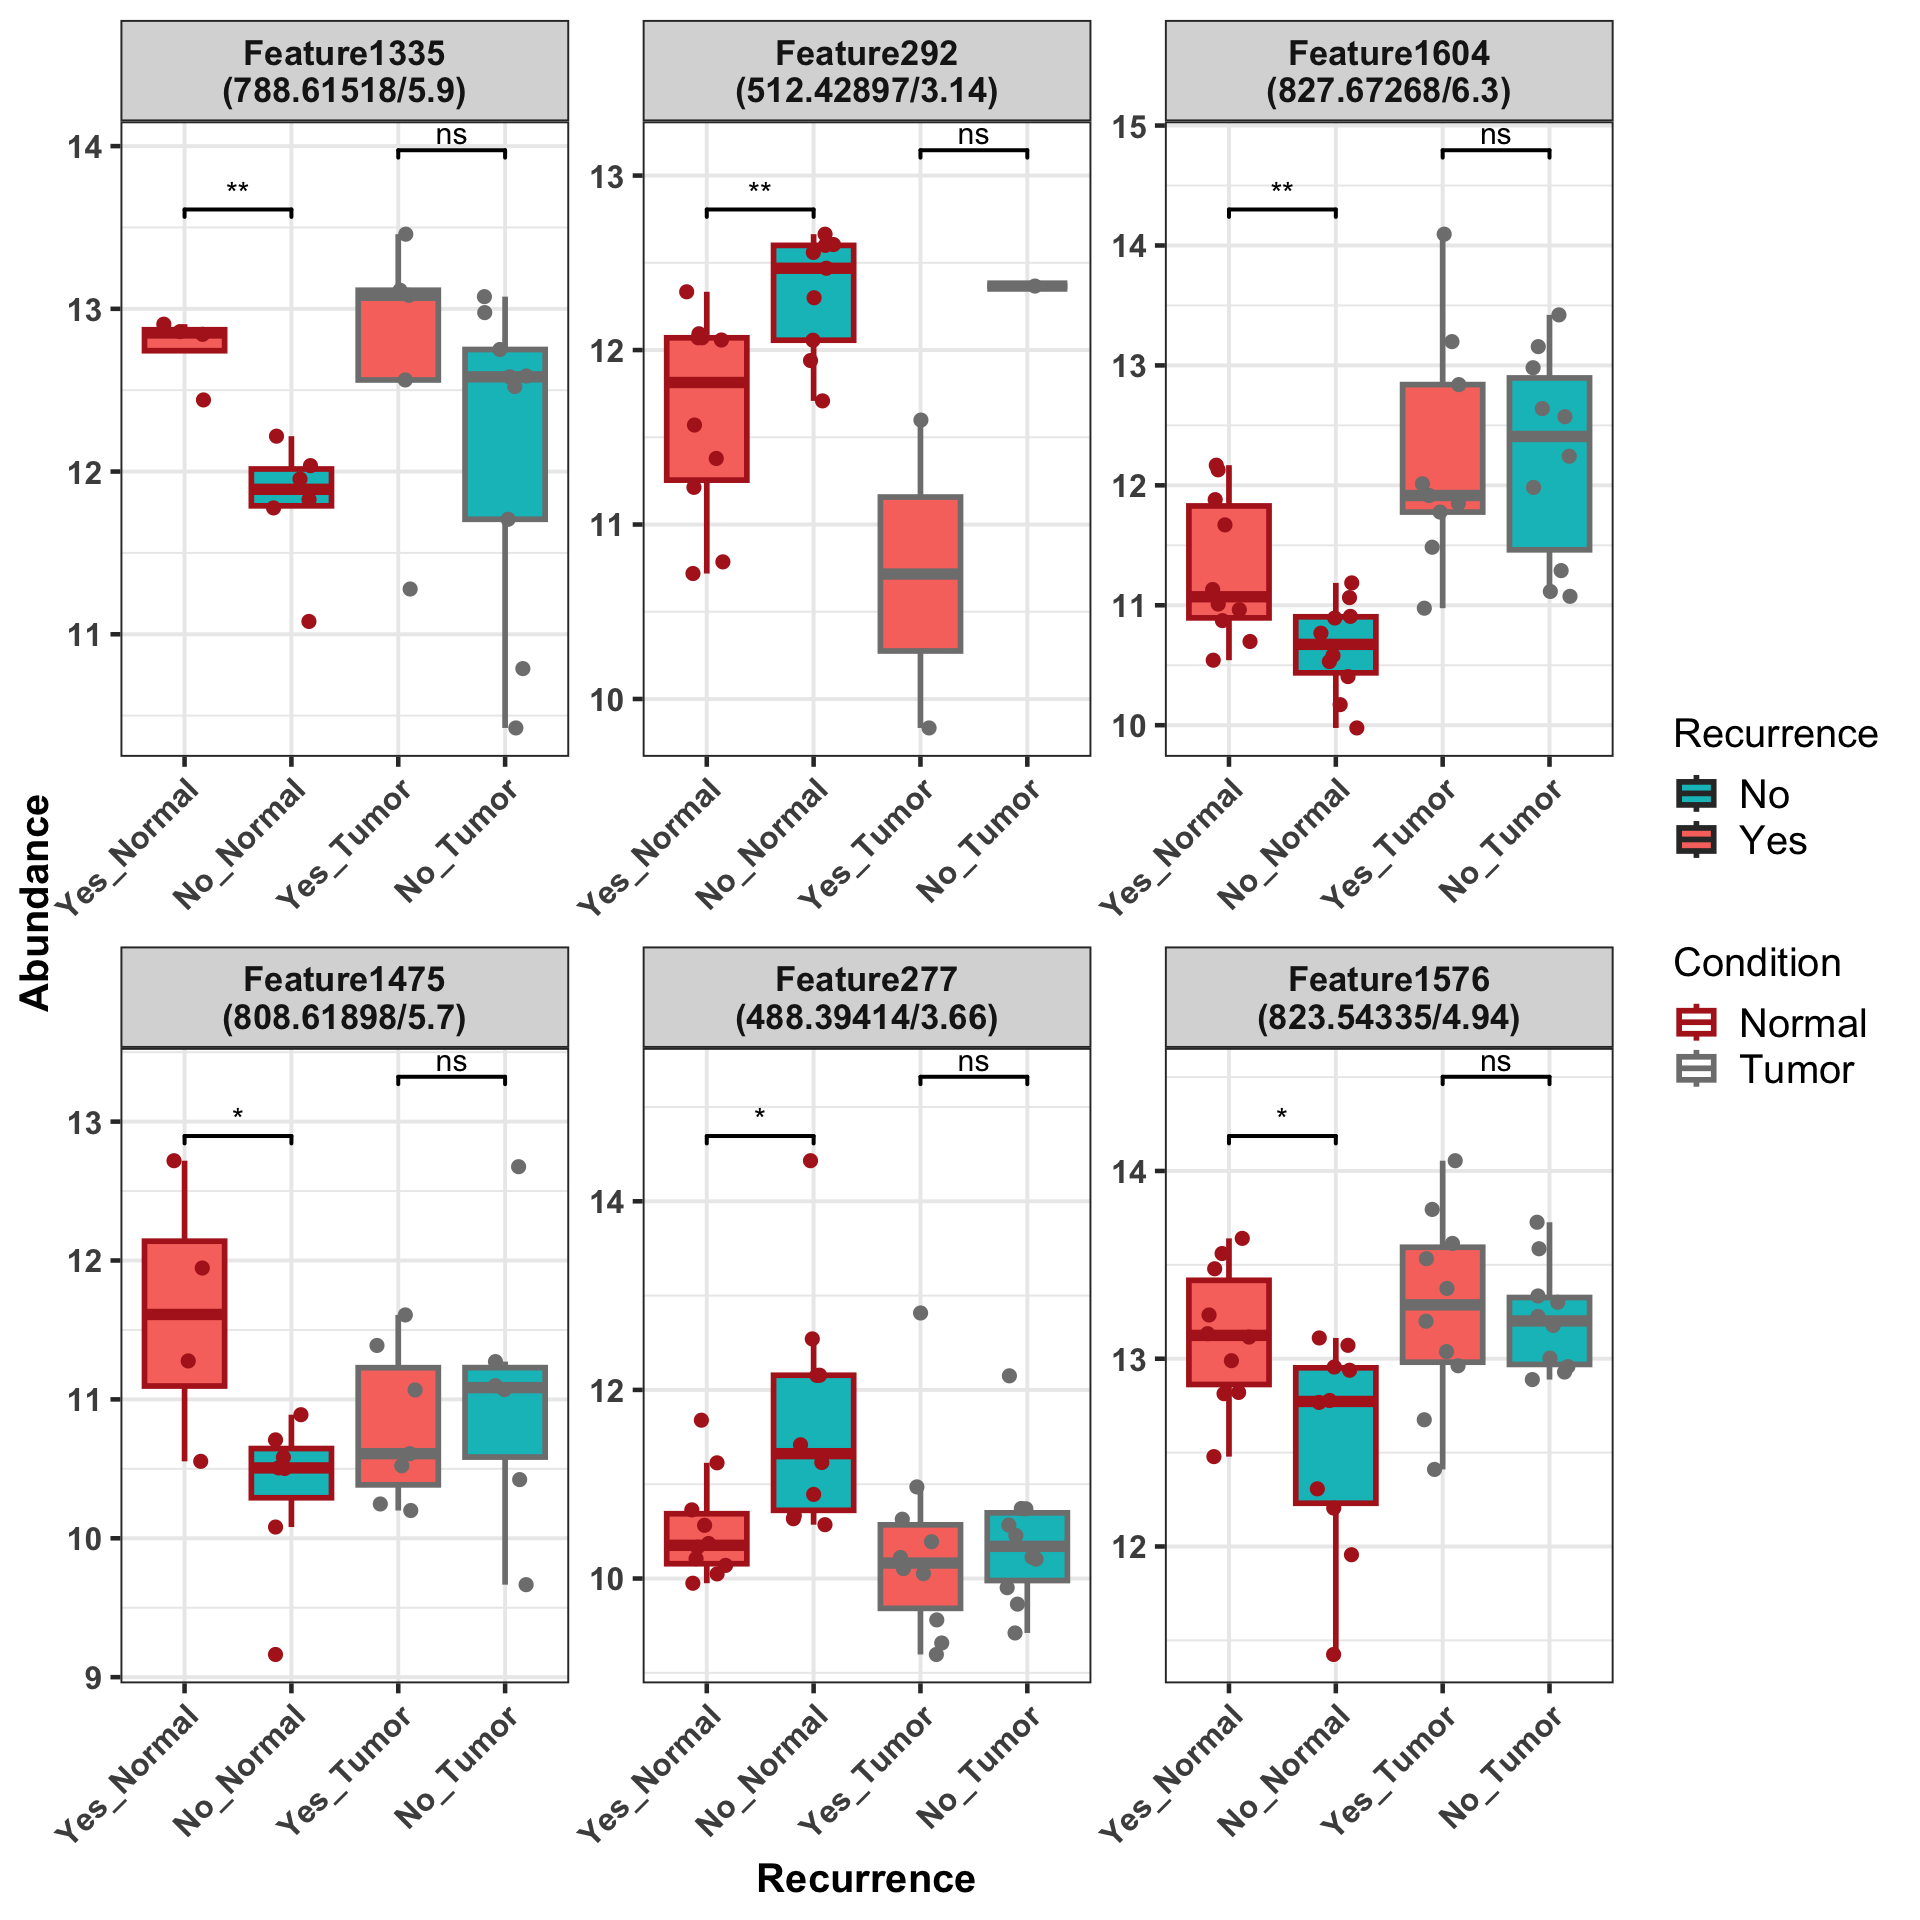 Feature1335
(788.61518/5.9)
Feature292
(512.42897/3.14)
Feature1604
(827.67268/6.3)
ns
**
14
13
12
11
ns
**
13
12
11
10
ns
**
15
14
13
12
11
10
Yes_Normal
No_Normal
Yes_Tumor
No_Tumor
Yes_Normal
No_Normal
Yes_Tumor
No_Tumor
Yes_Normal
No_Normal
Yes_Tumor
No_Tumor
Abundance
Recurrence
No
Yes
Condition
Normal
Tumor
Feature1475
(808.61898/5.7)
Feature277
(488.39414/3.66)
Feature1576
(823.54335/4.94)
ns
*
13
12
11
10
9
ns
*
14
12
10
ns
*
14
13
12
Yes_Normal
No_Normal
Yes_Tumor
No_Tumor
Yes_Normal
No_Normal
Yes_Tumor
No_Tumor
Yes_Normal
No_Normal
Yes_Tumor
No_Tumor
Recurrence